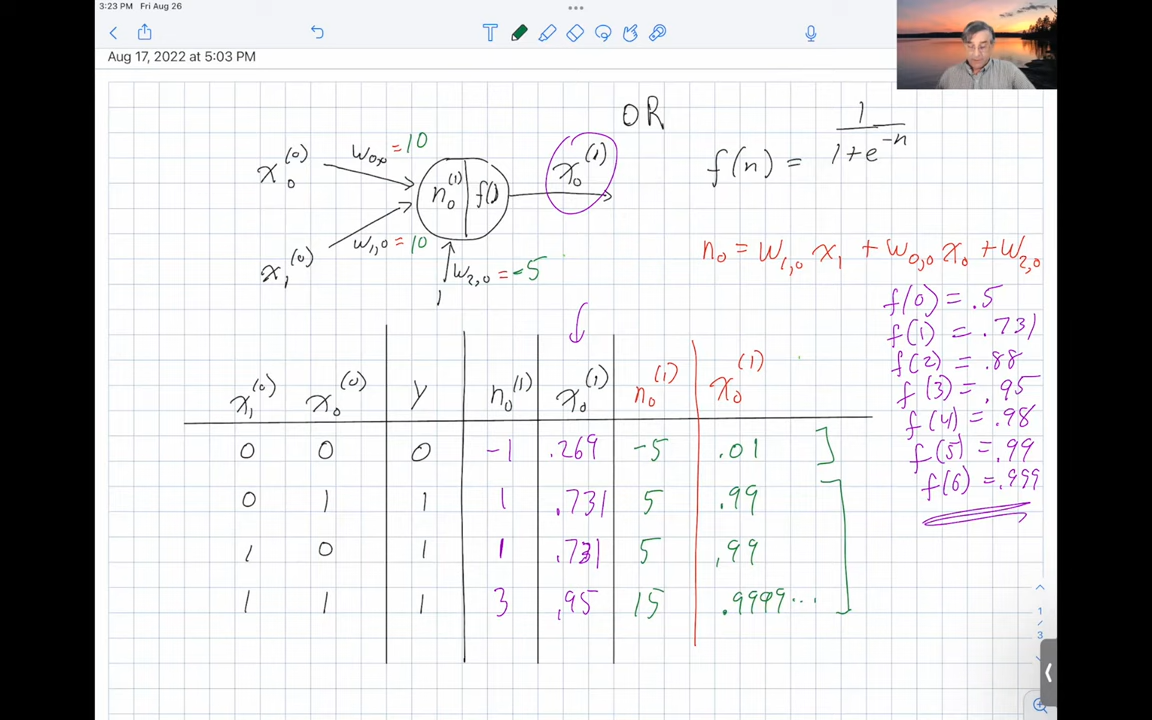 3:23 PM Fri Aug 26
Aug 17, 2022 at 5:03 PM
OR
x₀⁽⁰⁾ w₀,₀ = 10
n₀⁽¹⁾ f() x₀⁽¹⁾
f(n) = 1/(1+e⁻ⁿ)
x₁⁽⁰⁾ w₁,₀ = 10
1 w₂,₀ = -5
n₀ = w₁,₀ x₁ + w₀,₀ x₀ + w₂,₀
f(0) = .5
f(1) = .731
f(2) = .88
f(3) = .95
f(4) = .98
f(5) = .99
f(6) = .999
x₁⁽⁰⁾ x₀⁽⁰⁾ y n₀⁽¹⁾ x₀⁽¹⁾ n₀⁽¹⁾ x₀⁽¹⁾
0 0 0 -1 .269 -5 .01
0 1 1 1 .731 5 .99
1 0 1 1 .731 5 .99
1 1 1 3 .95 15 .9999...
1
/
3